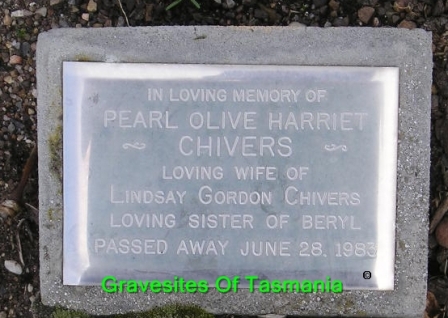 IN LOVING MEMORY OF
PEARL OLIVE HARRIET
~ CHIVERS ~
LOVING WIFE OF
LINDSAY GORDON CHIVERS
LOVING SISTER OF BERYL
PASSED AWAY JUNE 28. 1983
®
Gravesites Of Tasmania